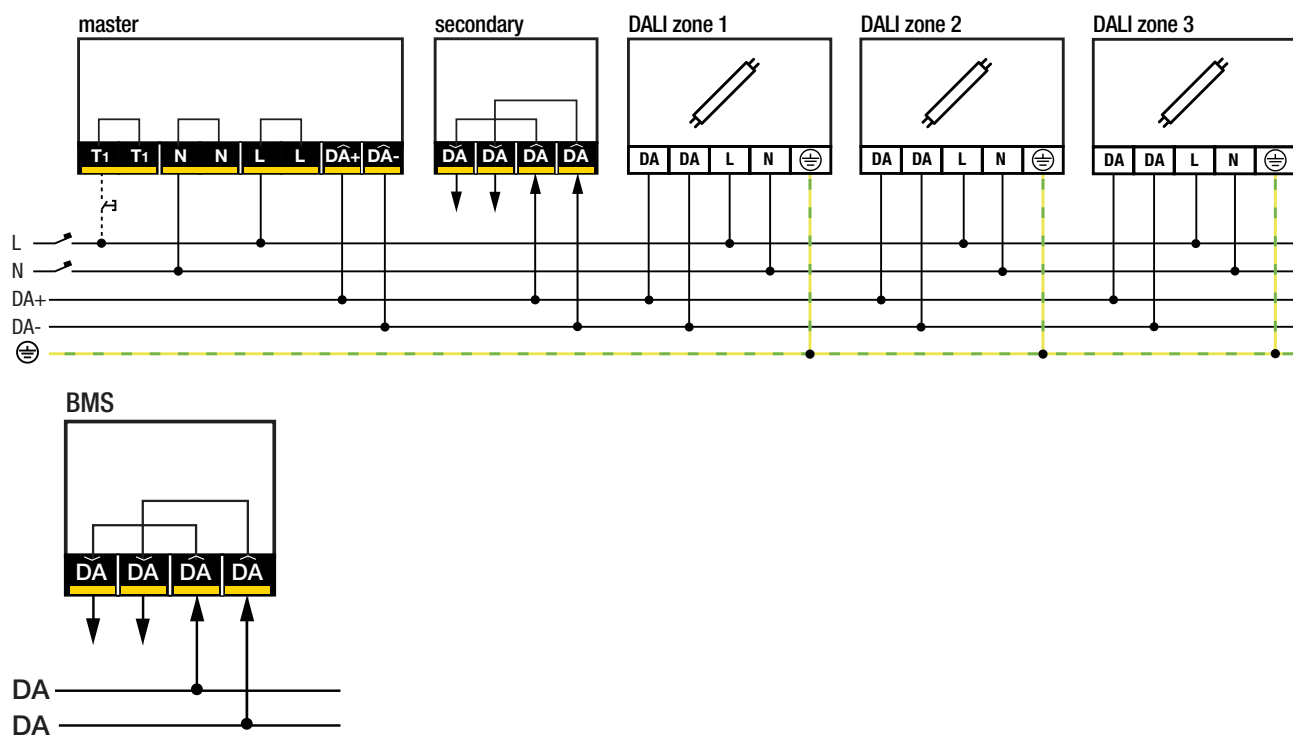 master secondary DALI zone 1 DALI zone 2 DALI zone 3
T1 T1 N N L L DA+ DA- DA DA DA DA DA DA L N DA DA L N DA DA L N
L
N
DA+
DA-
BMS
DA DA DA DA
DA
DA